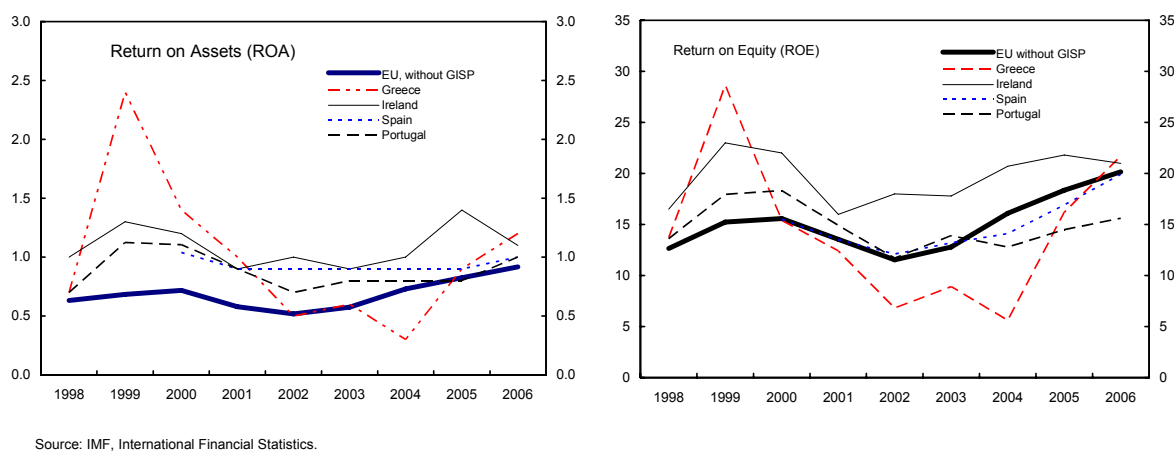 Return on Assets (ROA)
3.0
2.5
2.0
1.5
1.0
0.5
0.0
EU, without GISP
Greece
Ireland
Spain
Portugal
3.0
2.5
2.0
1.5
1.0
0.5
0.0
1998 1999 2000 2001 2002 2003 2004 2005 2006
Return on Equity (ROE)
35
30
25
20
15
10
5
0
EU without GISP
Greece
Ireland
Spain
Portugal
35
30
25
20
15
10
5
0
1998 1999 2000 2001 2002 2003 2004 2005 2006
Source: IMF, International Financial Statistics.